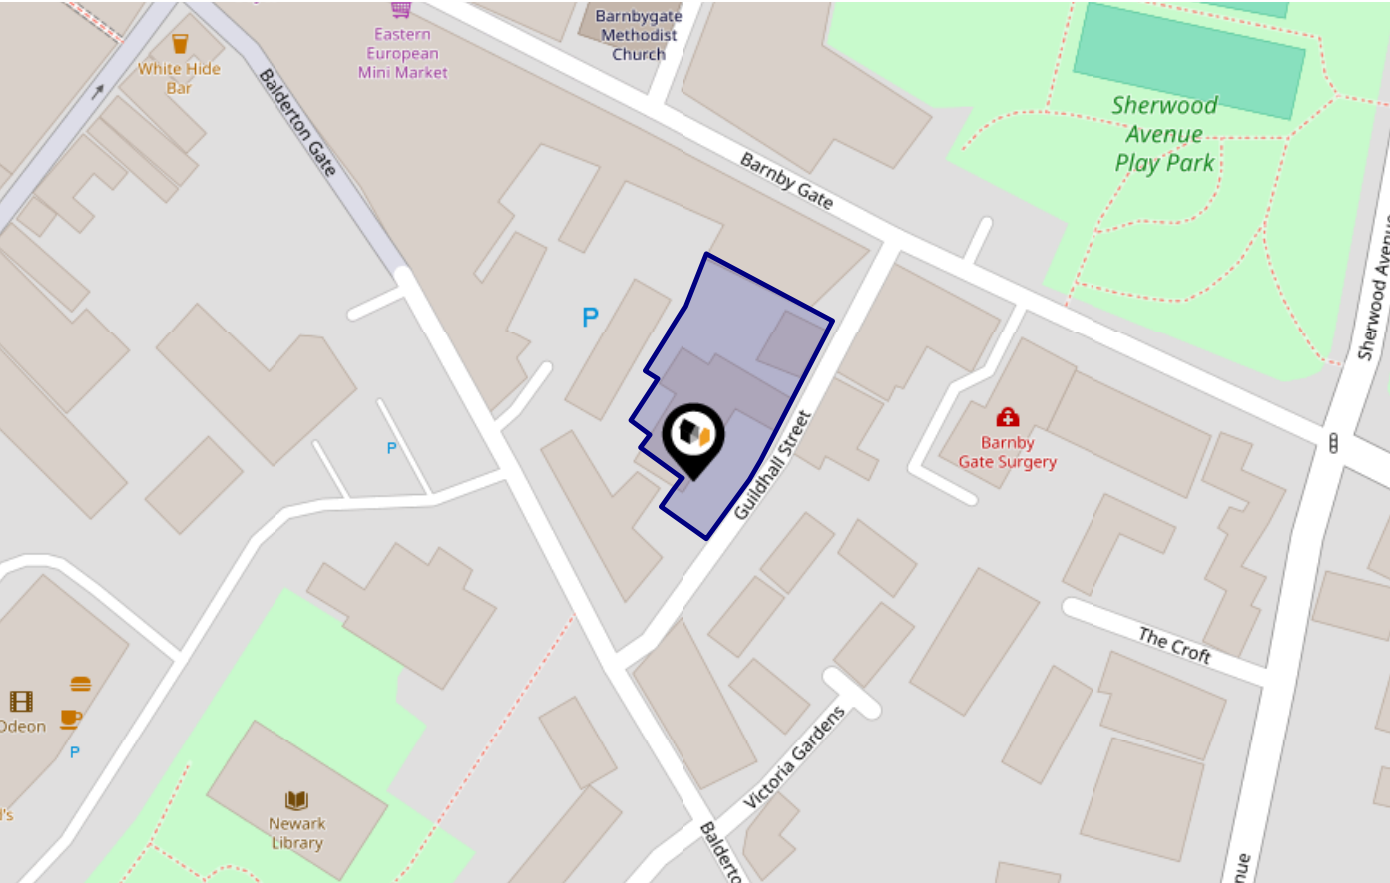 Barnbygate
Methodist
Church
Eastern
European
Mini Market
White Hide
Bar
Balderton Gate
Sherwood
Avenue
Play Park
Barnby Gate
Sherwood Avenue
P
P
Guildhall Street
Barnby
Gate Surgery
The Croft
Odeon
P
Victoria Gardens
l's
Newark
Library
Balderto
nue